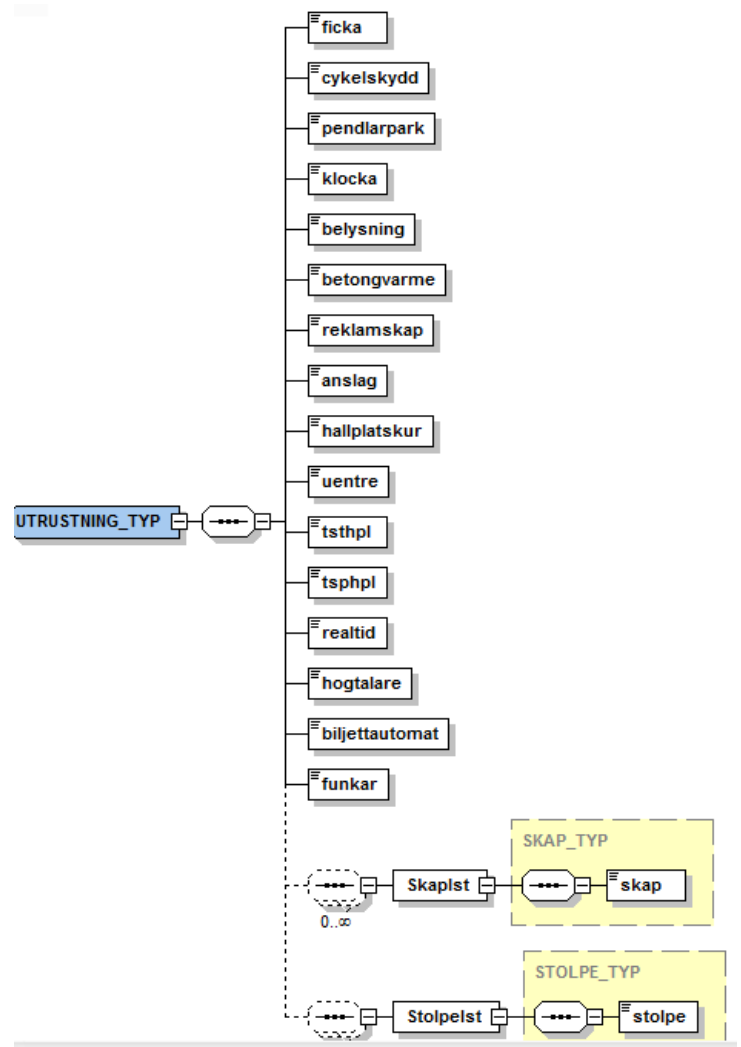 ficka
cykelskydd
pendlarpark
klocka
belysning
betongvarme
reklamskap
anslag
hallplatskur
uentre
UTRUSTNING_TYP
tsthpl
tsphpl
realtid
hogtalare
biljettautomat
funkar
SKAP_TYP
Skaplst
skap
0..∞
STOLPE_TYP
Stolpelst
stolpe